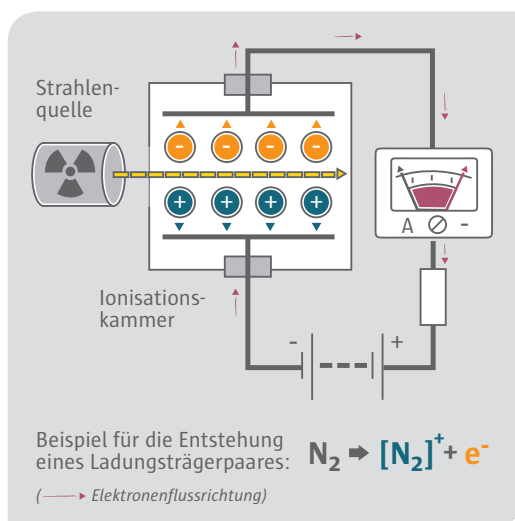 Strahlen-
quelle
- - - -
+ + + +
A -
Ionisations-
kammer
- +
Beispiel für die Entstehung
eines Ladungsträgerpaares: N₂ ➡ [N₂]⁺ + e⁻
(⟶ Elektronenflussrichtung)